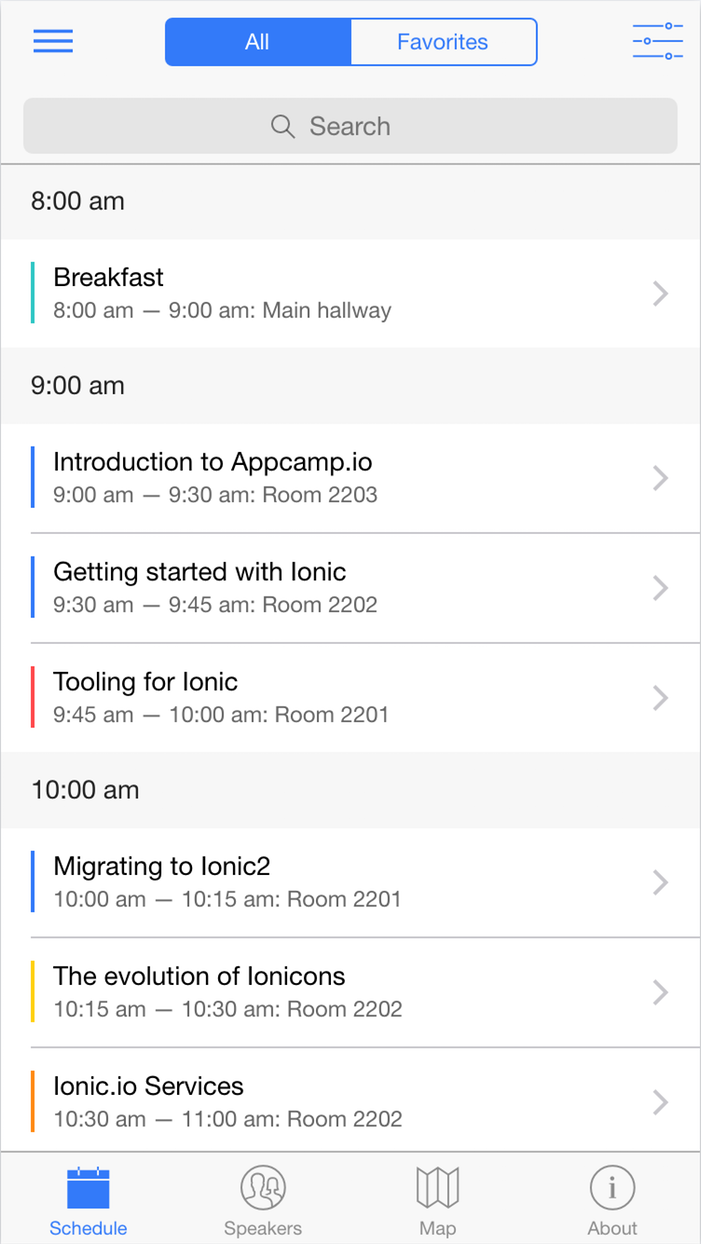 All
Favorites
Search
8:00 am
Breakfast
8:00 am — 9:00 am: Main hallway
9:00 am
Introduction to Appcamp.io
9:00 am — 9:30 am: Room 2203
Getting started with Ionic
9:30 am — 9:45 am: Room 2202
Tooling for Ionic
9:45 am — 10:00 am: Room 2201
10:00 am
Migrating to Ionic2
10:00 am — 10:15 am: Room 2201
The evolution of Ionicons
10:15 am — 10:30 am: Room 2202
Ionic.io Services
10:30 am — 11:00 am: Room 2202
Schedule
Speakers
Map
About